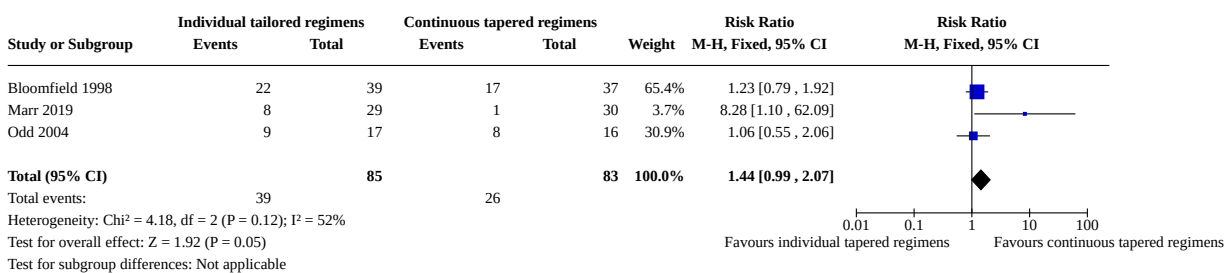 Individual tailored regimens Continuous tapered regimens Risk Ratio Risk Ratio
Study or Subgroup Events Total Events Total Weight M-H, Fixed, 95% CI M-H, Fixed, 95% CI
Bloomfield 1998 22 39 17 37 65.4% 1.23 [0.79 , 1.92]
Marr 2019 8 29 1 30 3.7% 8.28 [1.10 , 62.09]
Odd 2004 9 17 8 16 30.9% 1.06 [0.55 , 2.06]
Total (95% CI) 85 83 100.0% 1.44 [0.99 , 2.07]
Total events: 39 26
Heterogeneity: Chi² = 4.18, df = 2 (P = 0.12); I² = 52%
0.01 0.1 1 10 100
Test for overall effect: Z = 1.92 (P = 0.05) Favours individual tapered regimens Favours continuous tapered regimens
Test for subgroup differences: Not applicable